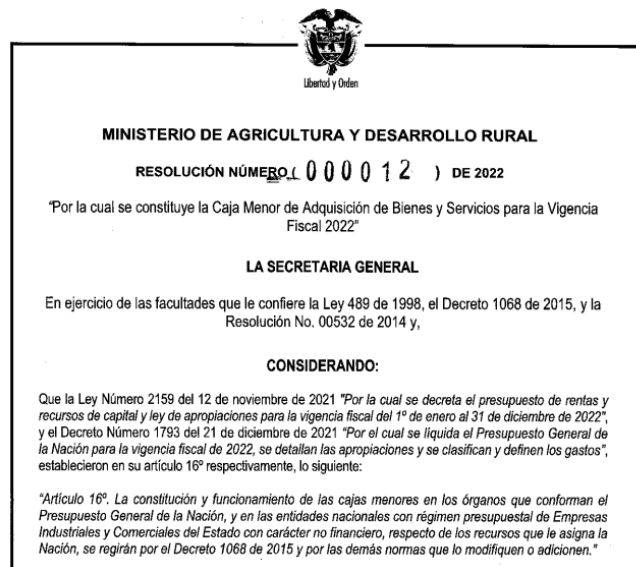 Libertad y Orden
MINISTERIO DE AGRICULTURA Y DESARROLLO RURAL
RESOLUCIÓN NÚMERO ( 000012 ) DE 2022
"Por la cual se constituye la Caja Menor de Adquisición de Bienes y Servicios para la Vigencia
Fiscal 2022"
LA SECRETARIA GENERAL
En ejercicio de las facultades que le confiere la Ley 489 de 1998, el Decreto 1068 de 2015, y la
Resolución No. 00532 de 2014 y,
CONSIDERANDO:
Que la Ley Número 2159 del 12 de noviembre de 2021 "Por la cual se decreta el presupuesto de rentas y
recursos de capital y ley de apropiaciones para la vigencia fiscal del 1º de enero al 31 de diciembre de 2022",
y el Decreto Número 1793 del 21 de diciembre de 2021 "Por el cual se liquida el Presupuesto General de
la Nación para la vigencia fiscal de 2022, se detallan las apropiaciones y se clasifican y definen los gastos",
establecieron en su artículo 16º respectivamente, lo siguiente:
"Artículo 16º. La constitución y funcionamiento de las cajas menores en los órganos que conforman el
Presupuesto General de la Nación, y en las entidades nacionales con régimen presupuestal de Empresas
Industriales y Comerciales del Estado con carácter no financiero, respecto de los recursos que le asigna la
Nación, se regirán por el Decreto 1068 de 2015 y por las demás normas que lo modifiquen o adicionen."